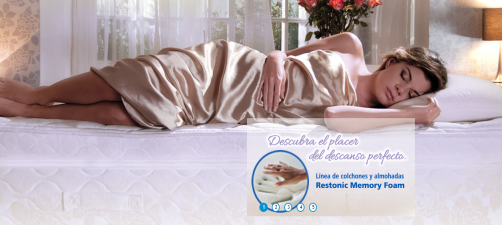 Descubra el placer
del descanso perfecto.
Línea de colchones y almohadas
Restonic Memory Foam
1 2 3 4 5